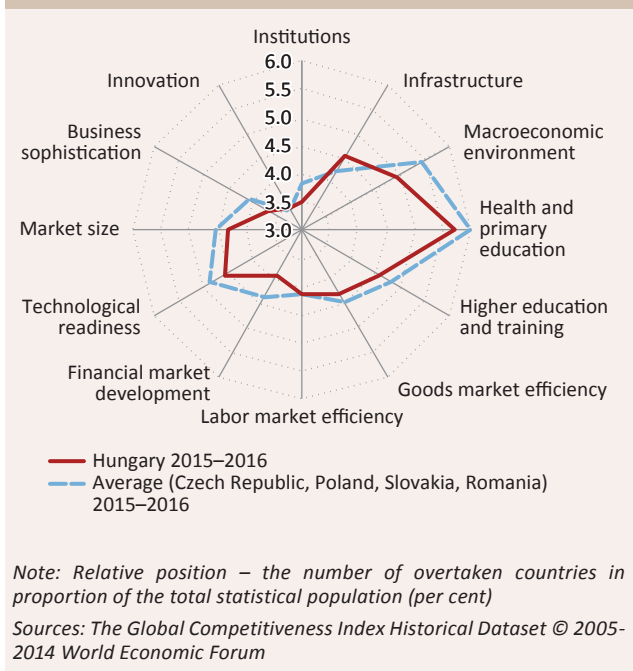 Institutions
6.0
5.5
5.0
4.5
4.0
3.5
3.0
Infrastructure
Macroeconomic
environment
Health and
primary
education
Higher education
and training
Goods market efficiency
Labor market efficiency
Financial market
development
Technological
readiness
Market size
Business
sophistication
Innovation
Hungary 2015–2016
Average (Czech Republic, Poland, Slovakia, Romania)
2015–2016
Note: Relative position – the number of overtaken countries in
proportion of the total statistical population (per cent)
Sources: The Global Competitiveness Index Historical Dataset © 2005-
2014 World Economic Forum